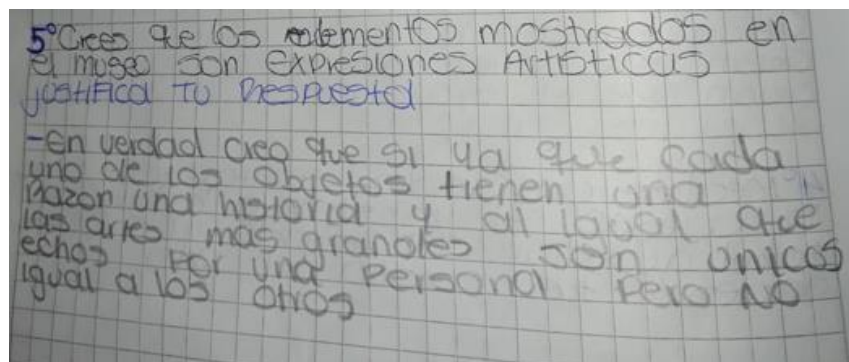 5° Crees que los elementos mostrados en
el museo son expresiones Artisticas
justifica tu Respuesta
-En verdad creo que si ya que cada
uno de los objetos tienen una
razon una historia y al igual que
las artes mas grandes son unicos
echos por una persona pero no
igual a los otros